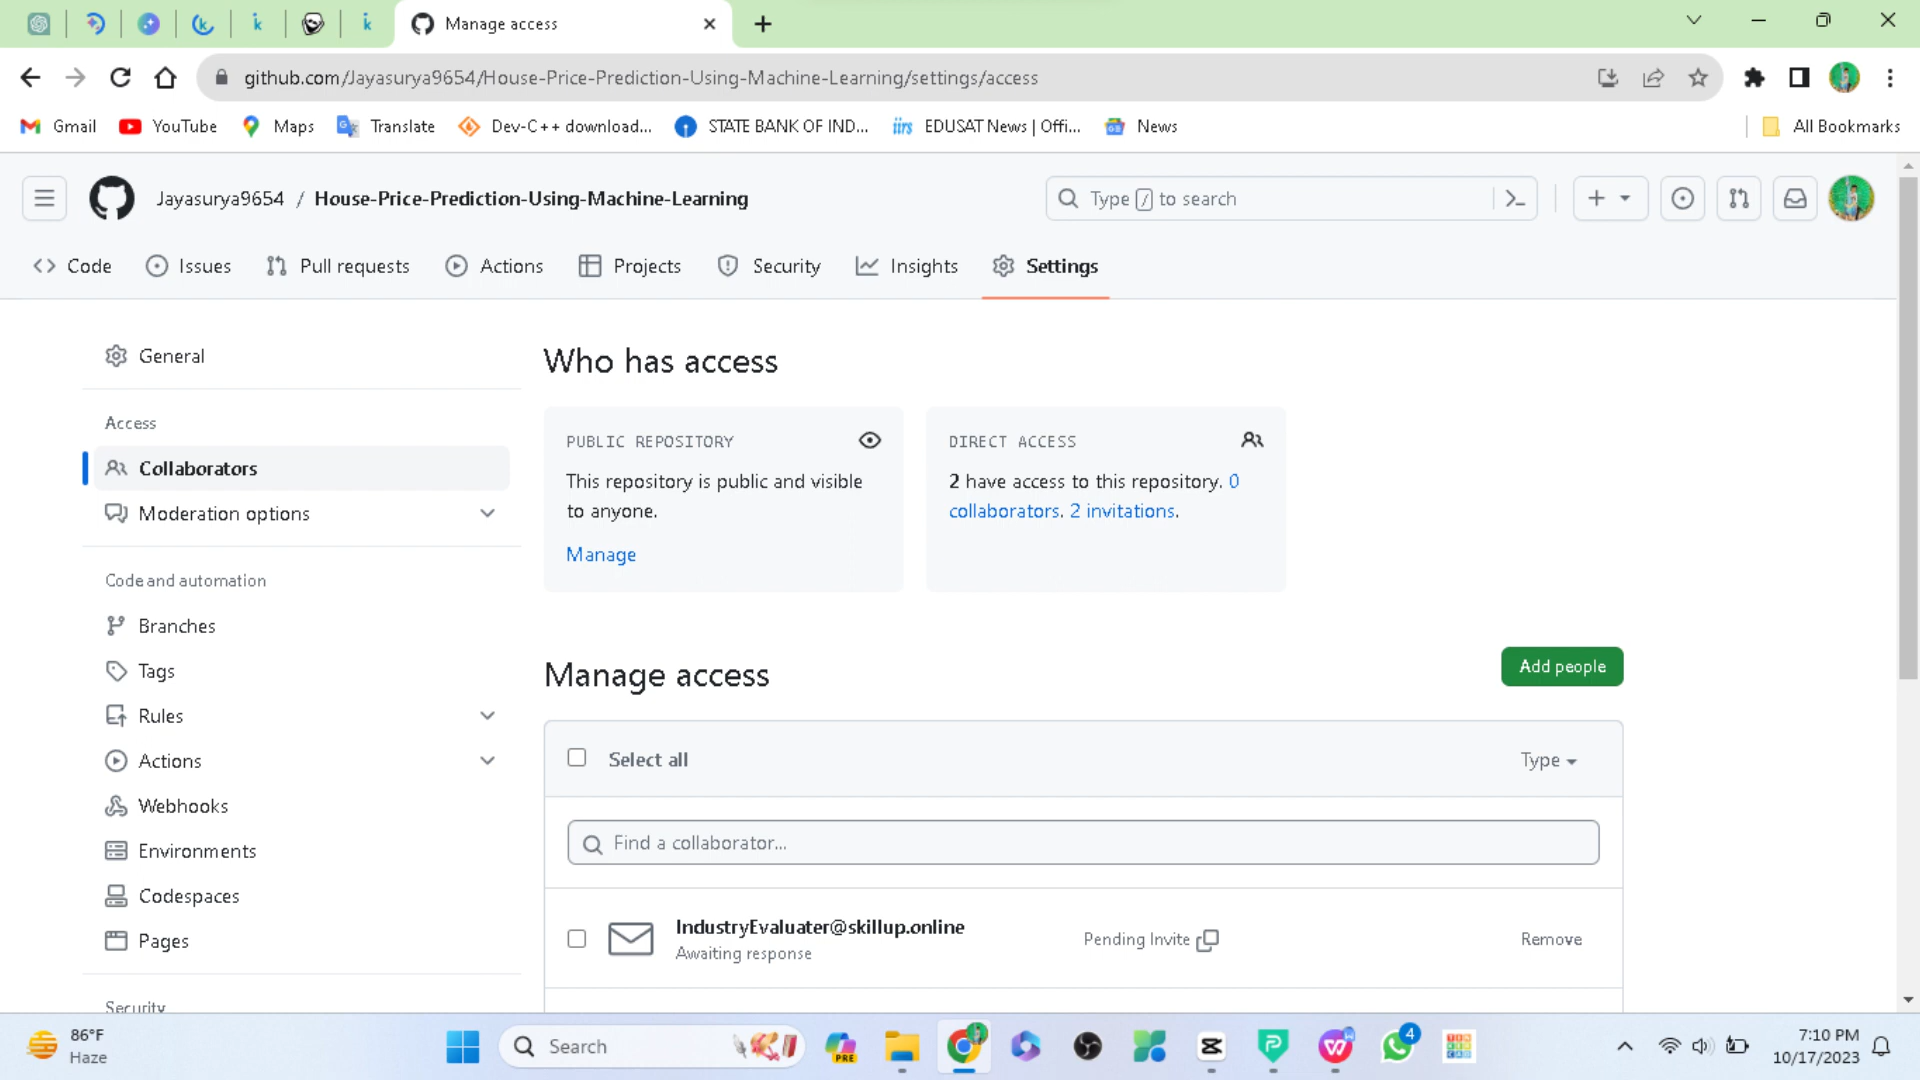 Manage access
github.com/Jayasurya9654/House-Price-Prediction-Using-Machine-Learning/settings/access
Gmail YouTube Maps Translate Dev-C++ download... STATE BANK OF IND... EDUSAT News | Offi... News All Bookmarks
Jayasurya9654 / House-Price-Prediction-Using-Machine-Learning Type / to search
Code Issues Pull requests Actions Projects Security Insights Settings
General
Access
Collaborators
Moderation options
Code and automation
Branches
Tags
Rules
Actions
Webhooks
Environments
Codespaces
Pages
Security
Who has access
PUBLIC REPOSITORY
This repository is public and visible
to anyone.
Manage
DIRECT ACCESS
2 have access to this repository. 0
collaborators. 2 invitations.
Manage access
Add people
Select all Type
Find a collaborator...
IndustryEvaluater@skillup.online
Awaiting response
Pending Invite
Remove
86°F
Haze
Search
PRE
4
7:10 PM
10/17/2023